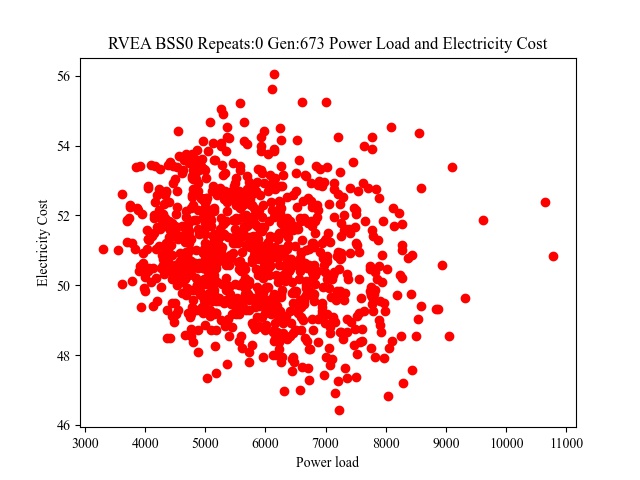 RVEA BSS0 Repeats:0 Gen:673 Power Load and Electricity Cost
56
54
52
50
48
46
Electricity Cost
3000 4000 5000 6000 7000 8000 9000 10000 11000
Power load